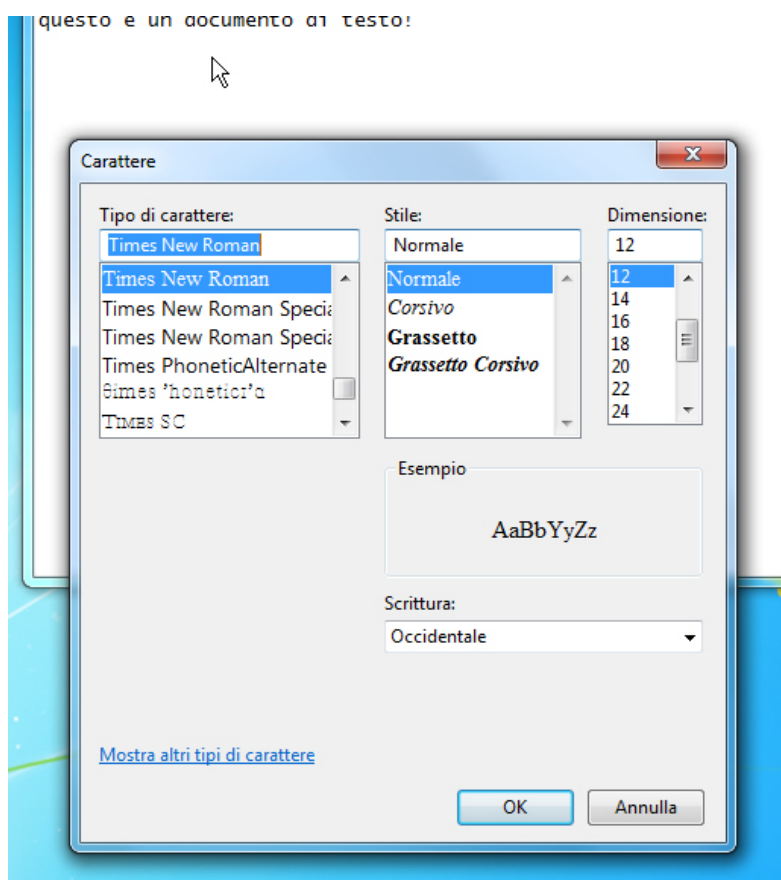 questo è un documento di testo!
Carattere
Tipo di carattere:
Stile:
Dimensione:
Times New Roman
Normale
12
Times New Roman
Times New Roman Specia
Times New Roman Specia
Times PhoneticAlternate
Times SC
Normale
Corsivo
Grassetto
Grassetto Corsivo
12
14
16
18
20
22
24
Esempio
AaBbYyZz
Scrittura:
Occidentale
Mostra altri tipi di carattere
OK
Annulla